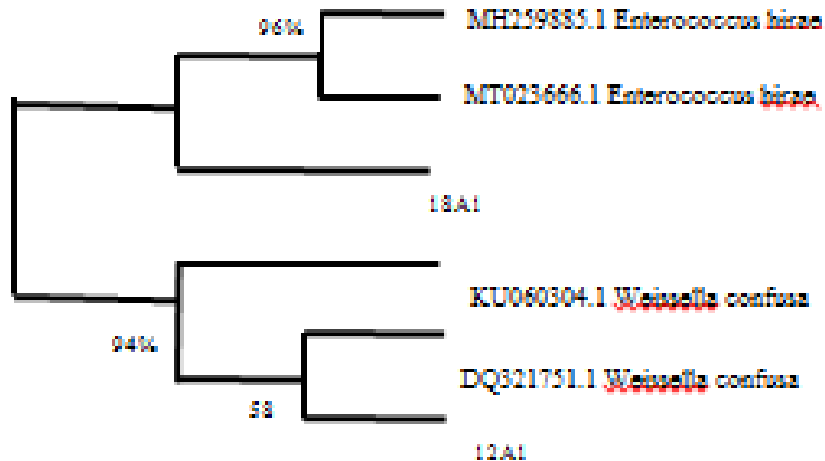 96%
MH259885.1 Enterococcus hirae
MT023666.1 Enterococcus hirae
18A1
KU060304.1 Weissella confusa
94%
DQ321751.1 Weissella confusa
58
12A1